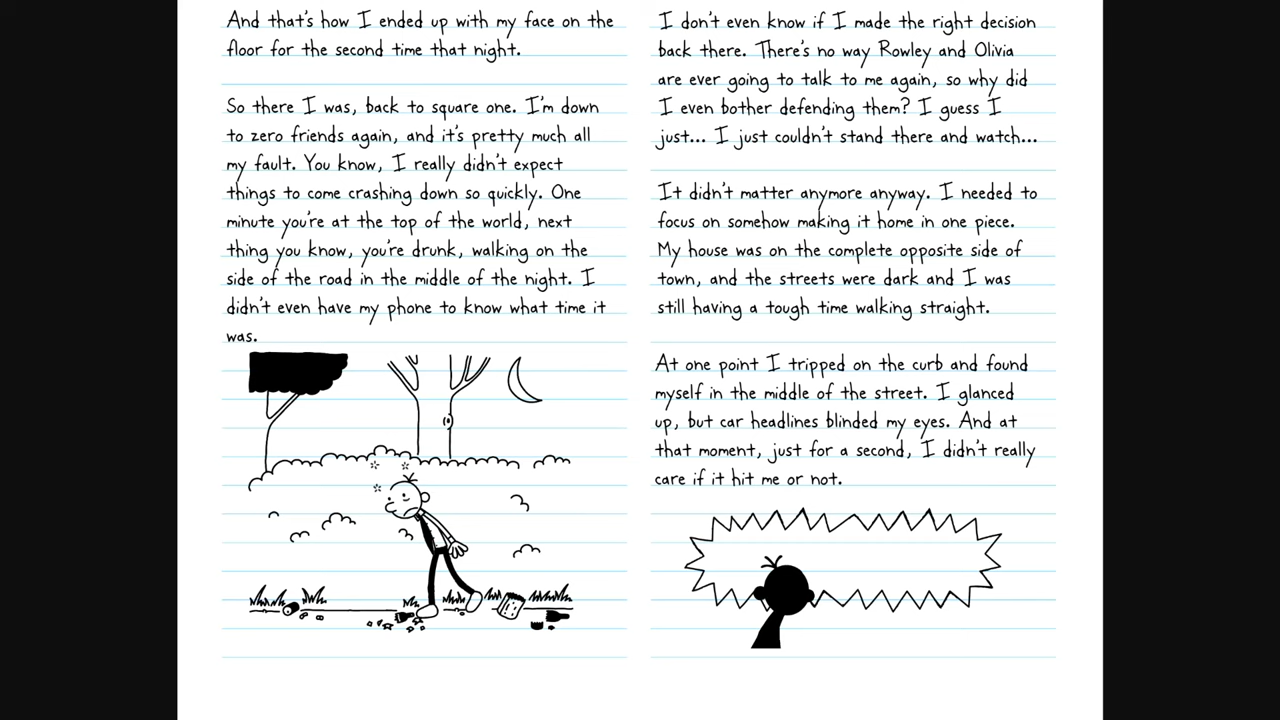 And that's how I ended up with my face on the
floor for the second time that night.
So there I was, back to square one. I'm down
to zero friends again, and it's pretty much all
my fault. You know, I really didn't expect
things to come crashing down so quickly. One
minute you're at the top of the world, next
thing you know, you're drunk, walking on the
side of the road in the middle of the night. I
didn't even have my phone to know what time it
was.
I don't even know if I made the right decision
back there. There's no way Rowley and Olivia
are ever going to talk to me again, so why did
I even bother defending them? I guess I
just... I just couldn't stand there and watch...
It didn't matter anymore anyway. I needed to
focus on somehow making it home in one piece.
My house was on the complete opposite side of
town, and the streets were dark and I was
still having a tough time walking straight.
At one point I tripped on the curb and found
myself in the middle of the street. I glanced
up, but car headlines blinded my eyes. And at
that moment, just for a second, I didn't really
care if it hit me or not.